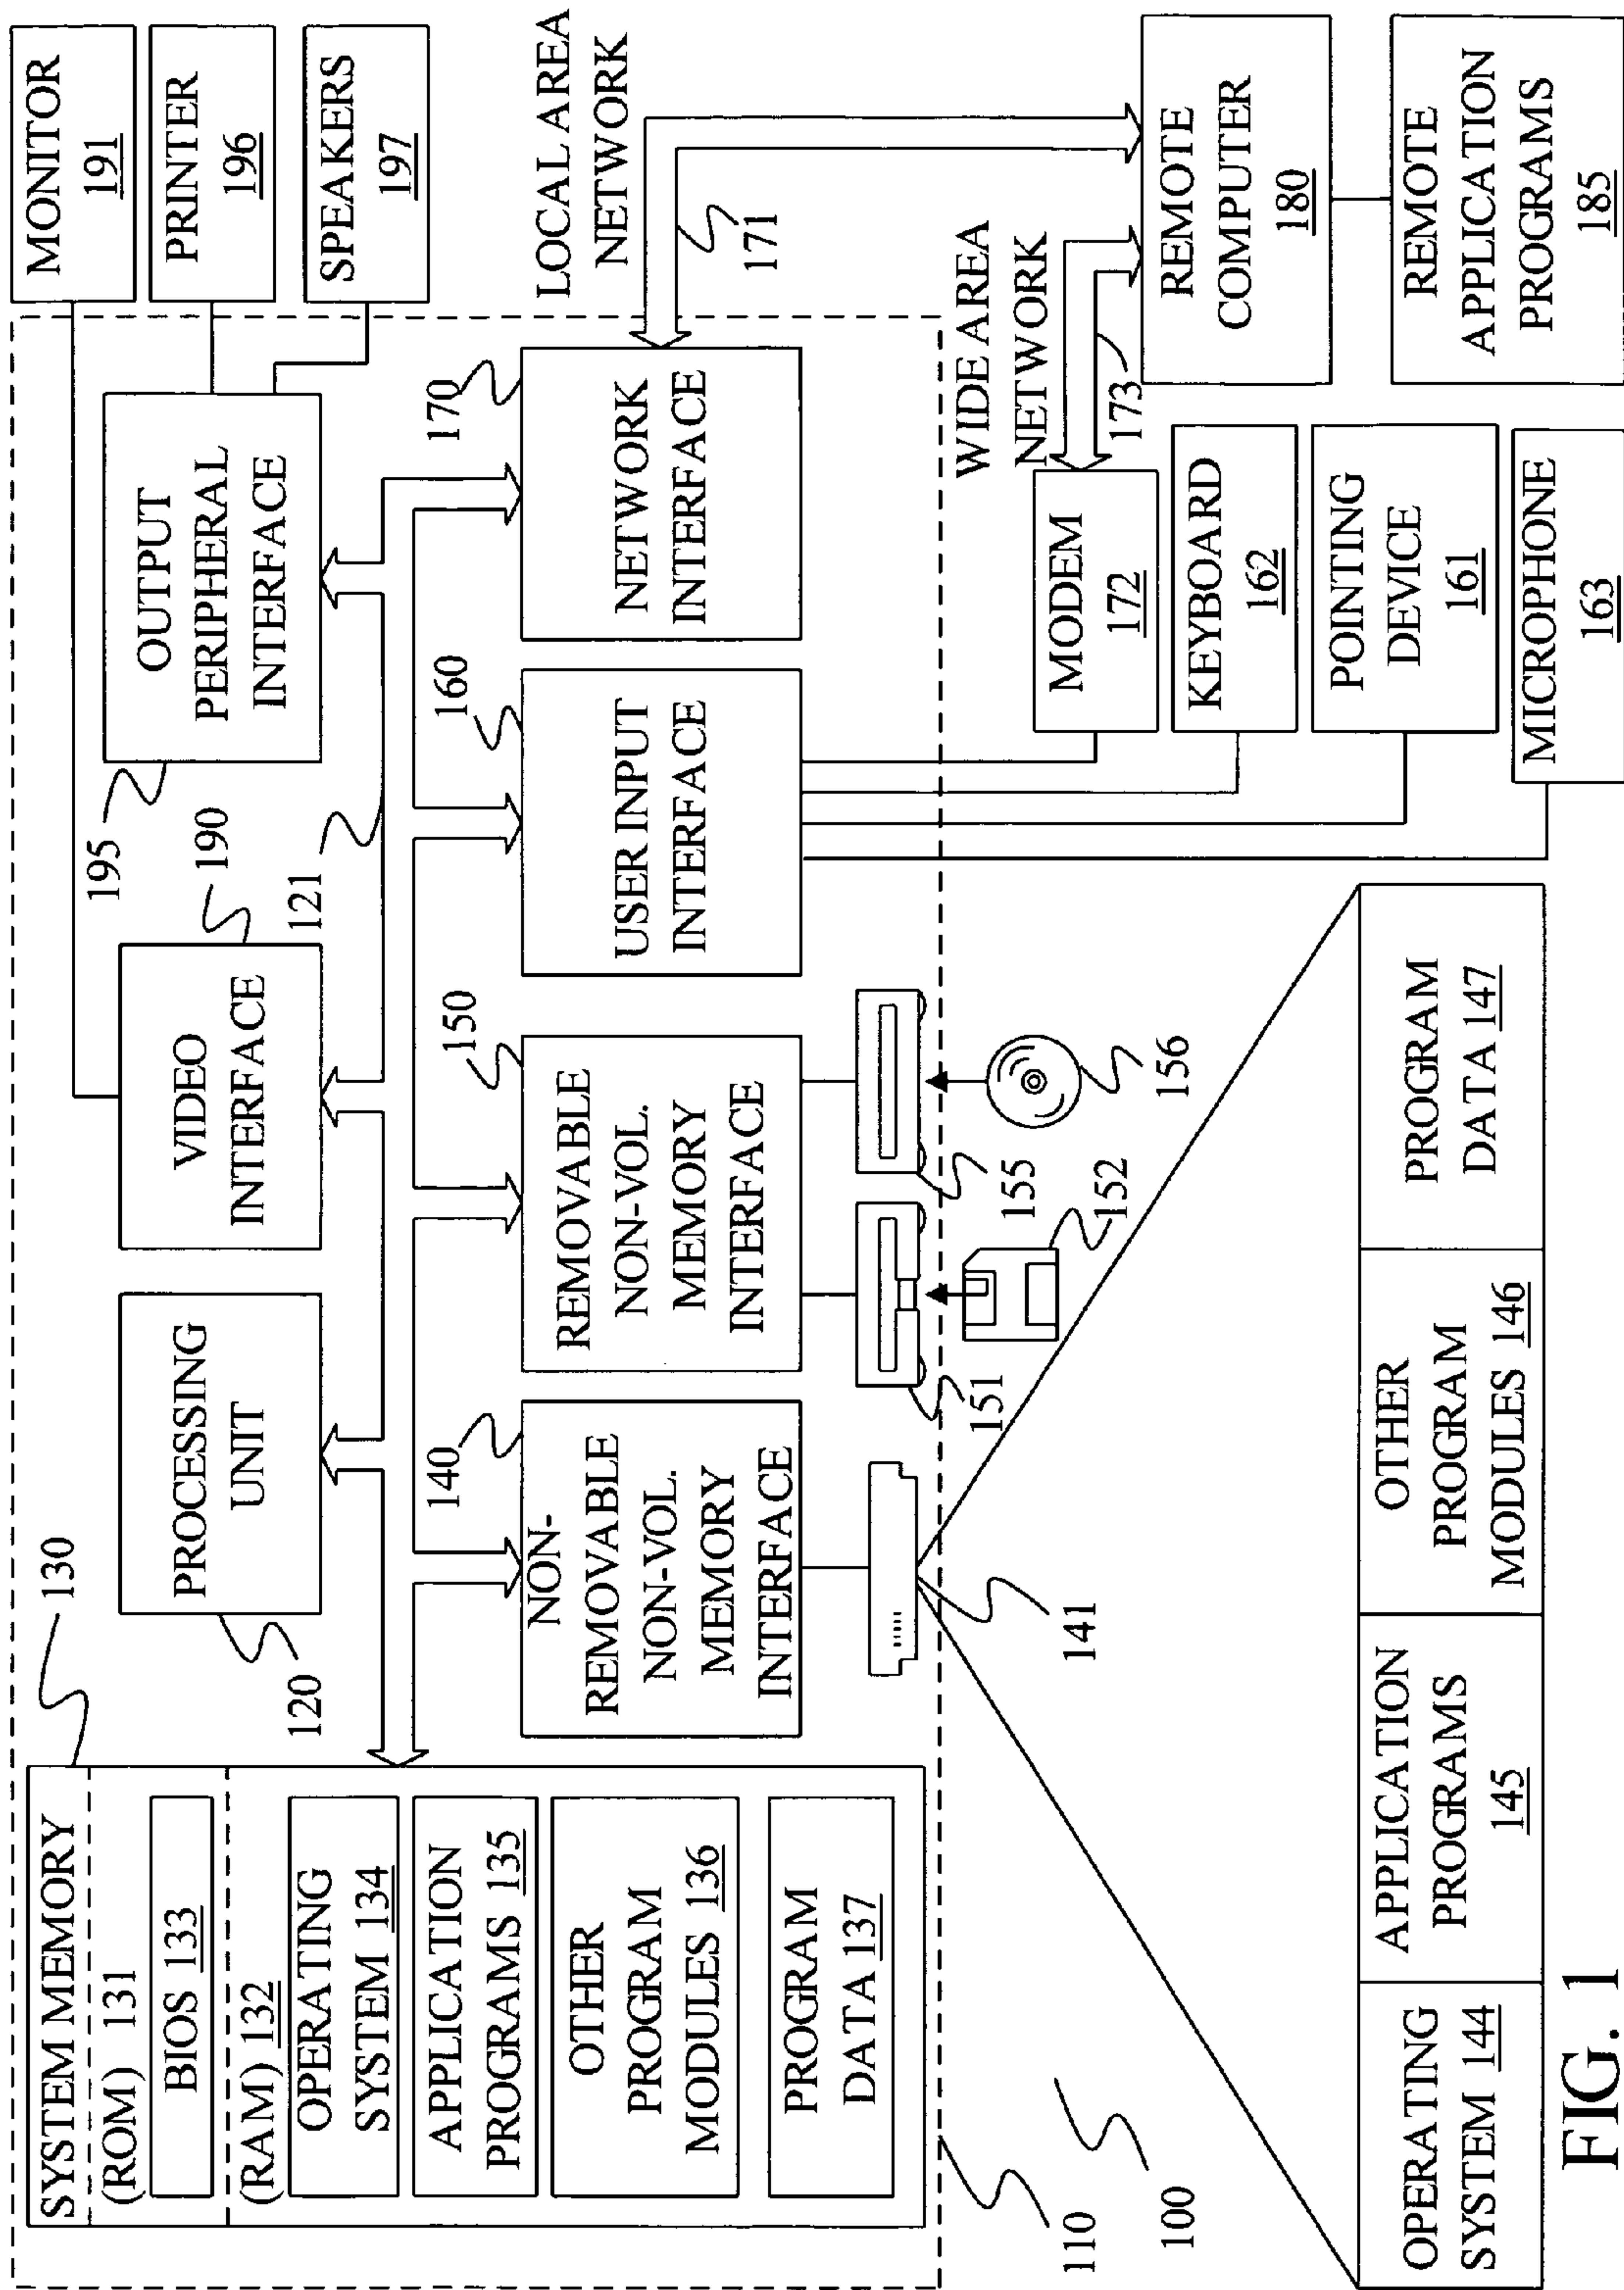 SYSTEM MEMORY
(ROM) 131
BIOS 133
(RAM) 132
OPERATING
SYSTEM 134
APPLICATION
PROGRAMS 135
OTHER
PROGRAM
MODULES 136
PROGRAM
DATA 137
130
PROCESSING
UNIT
120
VIDEO
INTERFACE
190
121
OUTPUT
PERIPHERAL
INTERFACE
195
MONITOR
191
PRINTER
196
SPEAKERS
197
NON-
REMOVABLE
NON-VOL.
MEMORY
INTERFACE
140
REMOVABLE
NON-VOL.
MEMORY
INTERFACE
150
USER INPUT
INTERFACE
160
NETWORK
INTERFACE
170
LOCAL AREA
NETWORK
171
141
151
152
155
156
WIDE AREA
NETWORK
173
MODEM
172
KEYBOARD
162
POINTING
DEVICE
161
MICROPHONE
163
REMOTE
COMPUTER
180
REMOTE
APPLICATION
PROGRAMS
185
110
100
OPERATING
SYSTEM 144
APPLICATION
PROGRAMS
145
OTHER
PROGRAM
MODULES 146
PROGRAM
DATA 147
FIG. 1